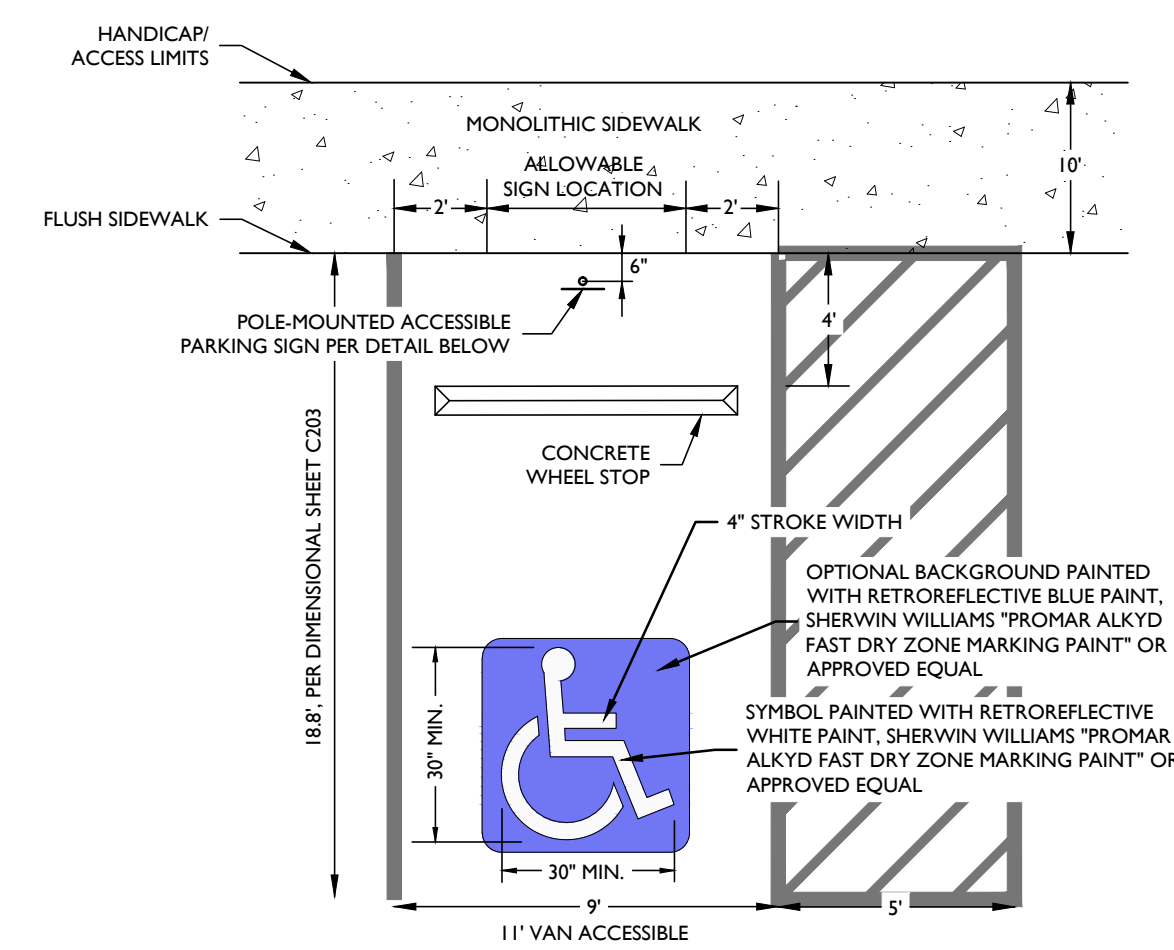 HANDICAP/
ACCESS LIMITS
MONOLITHIC SIDEWALK
ALLOWABLE
SIGN LOCATION
10'
2'
2'
FLUSH SIDEWALK
6"
POLE-MOUNTED ACCESSIBLE
PARKING SIGN PER DETAIL BELOW
4'
CONCRETE
WHEEL STOP
18.8', PER DIMENSIONAL SHEET C203
4" STROKE WIDTH
OPTIONAL BACKGROUND PAINTED
WITH RETROREFLECTIVE BLUE PAINT,
SHERWIN WILLIAMS "PROMAR ALKYD
FAST DRY ZONE MARKING PAINT" OR
APPROVED EQUAL
SYMBOL PAINTED WITH RETROREFLECTIVE
WHITE PAINT, SHERWIN WILLIAMS "PROMAR
ALKYD FAST DRY ZONE MARKING PAINT" OR
APPROVED EQUAL
30" MIN.
30" MIN.
9'
5'
11' VAN ACCESSIBLE